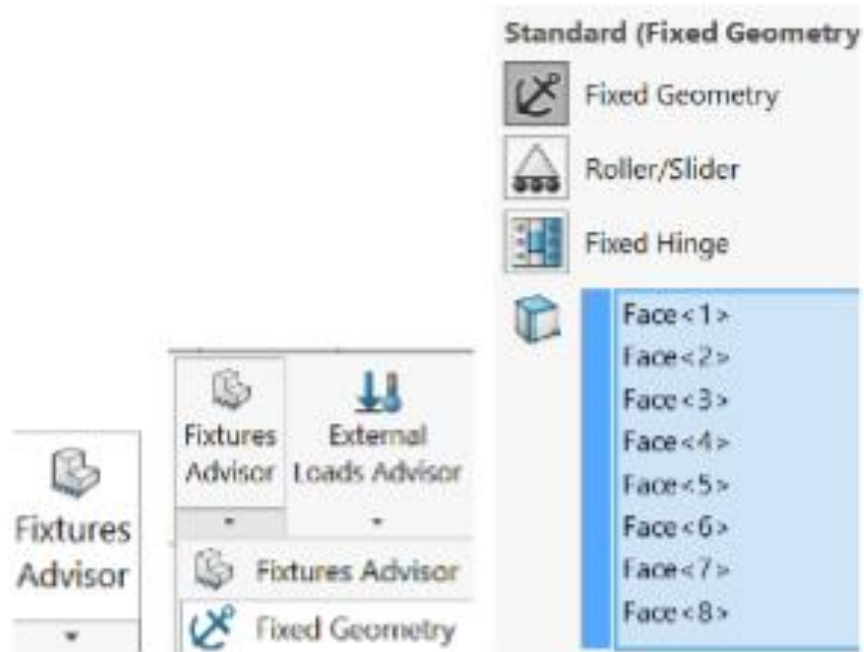 Fixtures
Advisor
Fixtures
Advisor
External
Loads Advisor
Fixtures Advisor
Fixed Geometry
Standard (Fixed Geometry
Fixed Geometry
Roller/Slider
Fixed Hinge
Face<1>
Face<2>
Face<3>
Face<4>
Face<5>
Face<6>
Face<7>
Face<8>